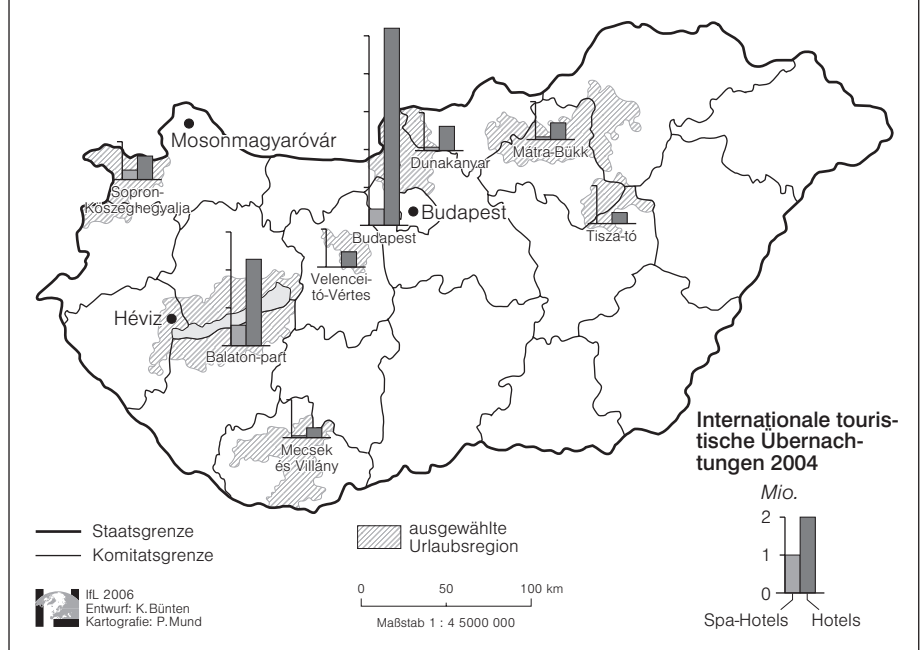 Mosonmagyaróvár
Dunakanyar
Mátra-Bükk
Sopron-
Kőszeghegyalja
Budapest
Budapest
Tisza-tó
Velencei-
tó-Vértes
Héviz
Balaton-part
Mecsek
és Villány
Internationale touris-
tische Übernach-
tungen 2004
Mio.
2
1
0
Spa-Hotels Hotels
Staatsgrenze
Komitatsgrenze
ausgewählte
Urlaubsregion
IfL 2006
Entwurf: K.Bünten
Kartografie: P.Mund
0 50 100 km
Maßstab 1 : 4 5000 000